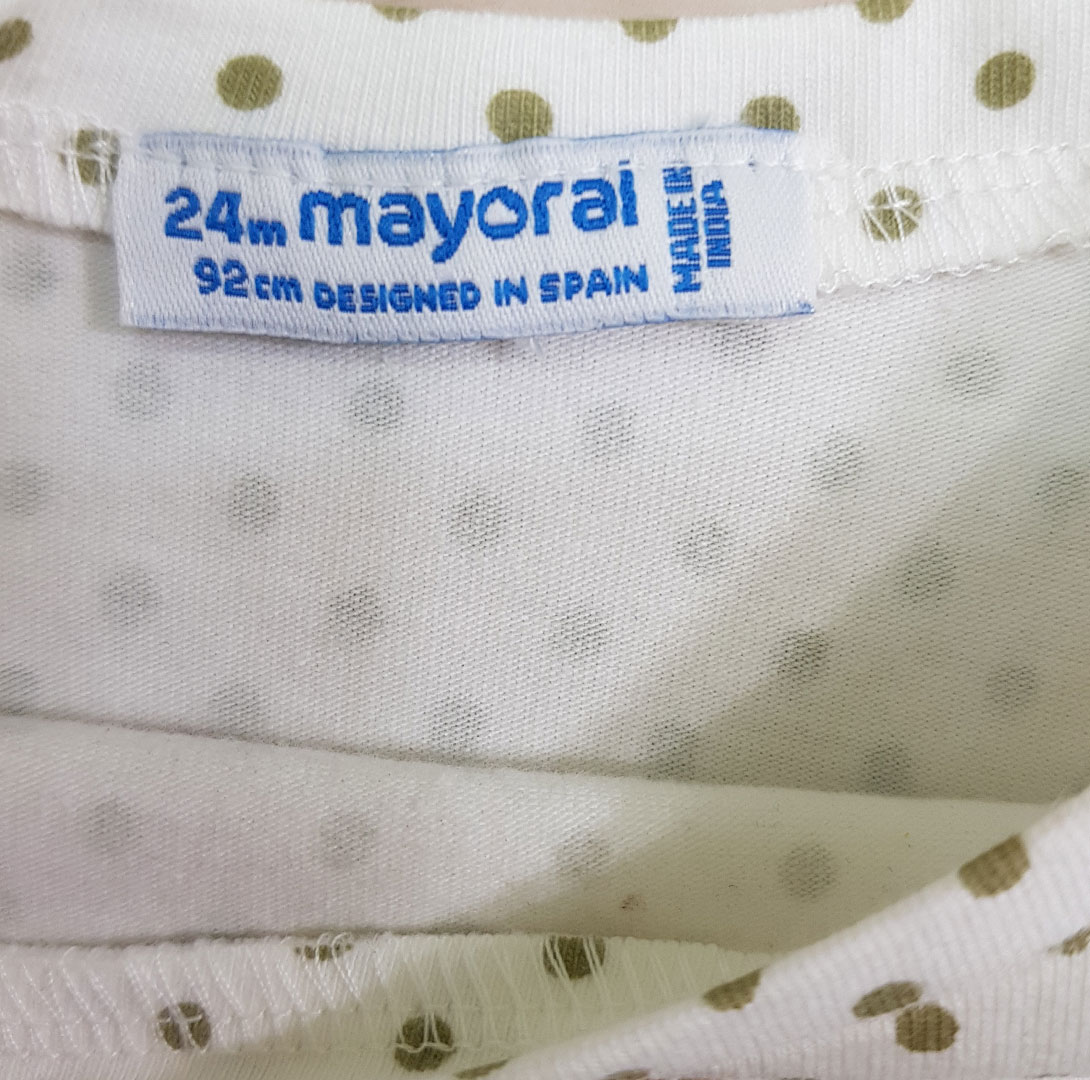 24m mayoral
92cm DESIGNED IN SPAIN
MADE IN
INDIA